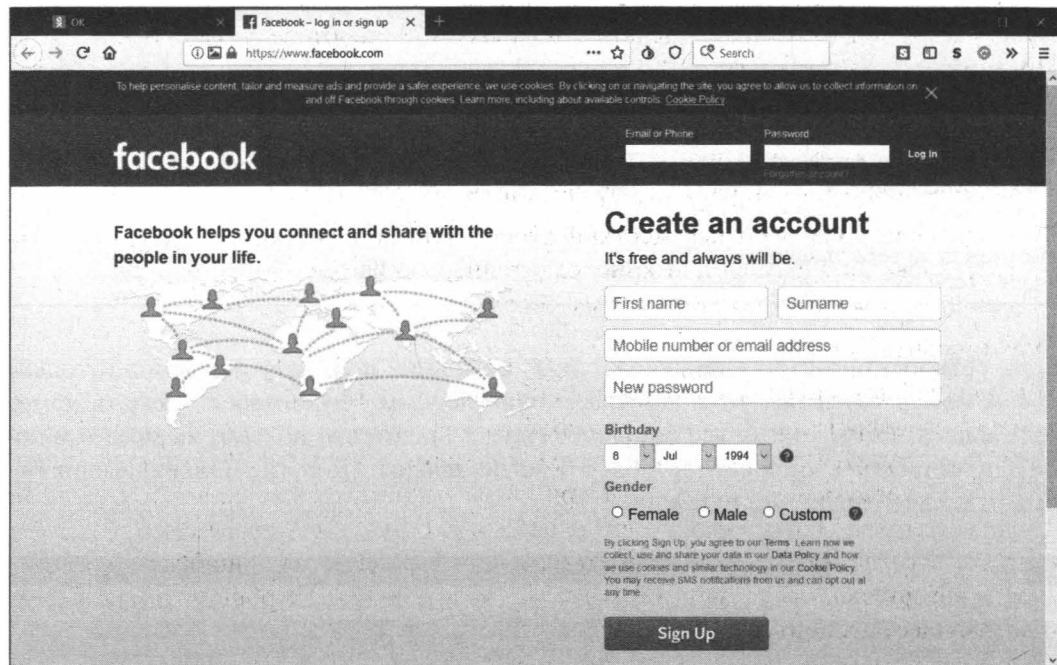 OK
Facebook – log in or sign up
https://www.facebook.com
Search
S
To help personalise content, tailor and measure ads and provide a safer experience, we use cookies. By clicking on or navigating the site, you agree to allow us to collect information on
and off Facebook through cookies. Learn more, including about available controls: Cookie Policy
Email or Phone
Password
facebook
Log In
Forgotten account?
Facebook helps you connect and share with the
people in your life.
Create an account
It's free and always will be.
First name
Surname
Mobile number or email address
New password
Birthday
8
Jul
1994
Gender
Female
Male
Custom
By clicking Sign Up, you agree to our Terms. Learn how we
collect, use and share your data in our Data Policy and how
we use cookies and similar technology in our Cookie Policy.
You may receive SMS notifications from us and can opt out at
any time.
Sign Up